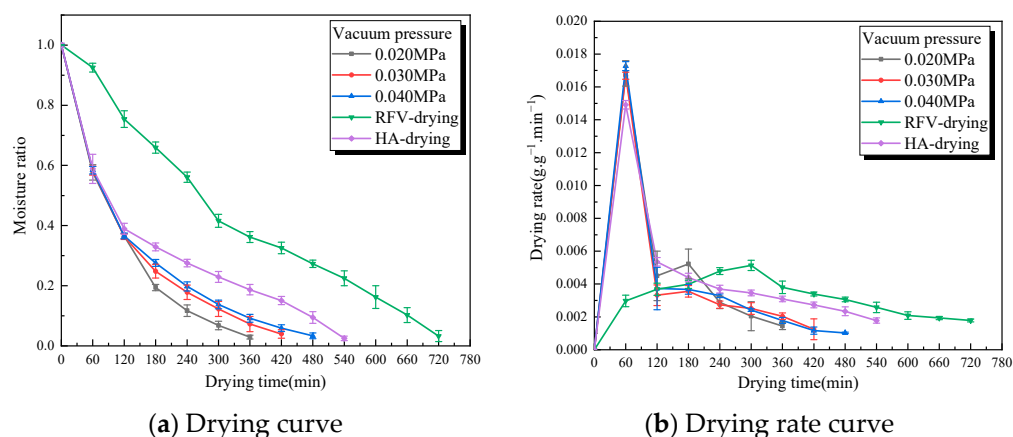 1.0
0.8
0.6
0.4
0.2
0.0
Moisture ratio
0 60 120 180 240 300 360 420 480 540 600 660 720 780
Drying time(min)
Vacuum pressure
0.020MPa
0.030MPa
0.040MPa
RFV-drying
HA-drying
(a) Drying curve
0.020
0.018
0.016
0.014
0.012
0.010
0.008
0.006
0.004
0.002
0.000
Drying rate(g.g⁻¹.min⁻¹)
0 60 120 180 240 300 360 420 480 540 600 660 720 780
Drying time(min)
Vacuum pressure
0.020MPa
0.030MPa
0.040MPa
RFV-drying
HA-drying
(b) Drying rate curve